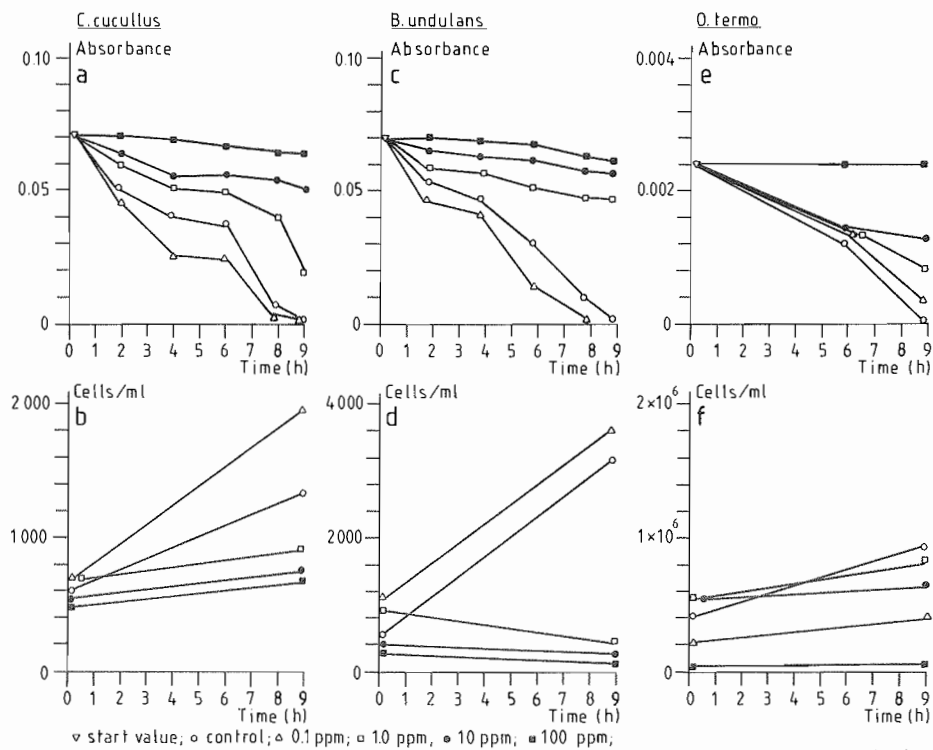 C.cucullus B.undulans O.termo
Absorbance Absorbance Absorbance
0.10 0.10 0.004
a c e
0.05 0.05 0.002
0 0 0
0 1 2 3 4 5 6 7 8 9 0 1 2 3 4 5 6 7 8 9 0 1 2 3 4 5 6 7 8 9
Time (h) Time (h) Time (h)
Cells/ml Cells/ml Cells/ml
2 000 4 000 2×10⁶
b d f
1 000 2 000 1×10⁶
0 0 0
0 1 2 3 4 5 6 7 8 9 0 1 2 3 4 5 6 7 8 9 0 1 2 3 4 5 6 7 8 9
Time (h) Time (h) Time (h)
▿ start value; ○ control; △ 0.1 ppm; □ 1.0 ppm, ● 10 ppm; ■ 100 ppm;